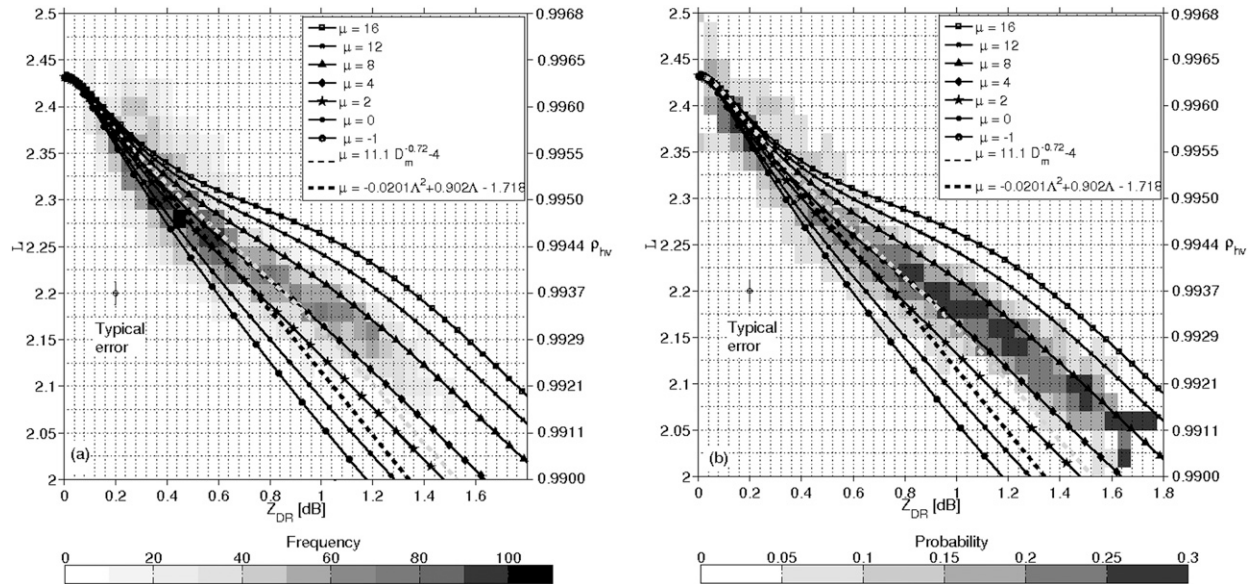 2.5
2.45
2.4
2.35
2.3
2.25
2.2
2.15
2.1
2.05
2
L
0
0.2
0.4
0.6
0.8
1
1.2
1.4
1.6
Z_DR [dB]
0.9968
0.9965
0.9960
0.9955
0.9950
0.9944
0.9937
0.9929
0.9921
0.9911
0.9900
ρ_hv
μ = 16
μ = 12
μ = 8
μ = 4
μ = 2
μ = 0
μ = -1
μ = 11.1 D_m^-0.72-4
μ = -0.0201Λ²+0.902Λ - 1.718
Typical
error
(a)
Frequency
0
20
40
60
80
100
2.5
2.45
2.4
2.35
2.3
2.25
2.2
2.15
2.1
2.05
2
L
0
0.2
0.4
0.6
0.8
1
1.2
1.4
1.6
1.8
Z_DR [dB]
0.9968
0.9965
0.9960
0.9955
0.9950
0.9944
0.9937
0.9929
0.9921
0.9911
0.9900
ρ_hv
μ = 16
μ = 12
μ = 8
μ = 4
μ = 2
μ = 0
μ = -1
μ = 11.1 D_m^-0.72-4
μ = -0.0201Λ²+0.902Λ - 1.718
Typical
error
(b)
Probability
0
0.05
0.1
0.15
0.2
0.25
0.3